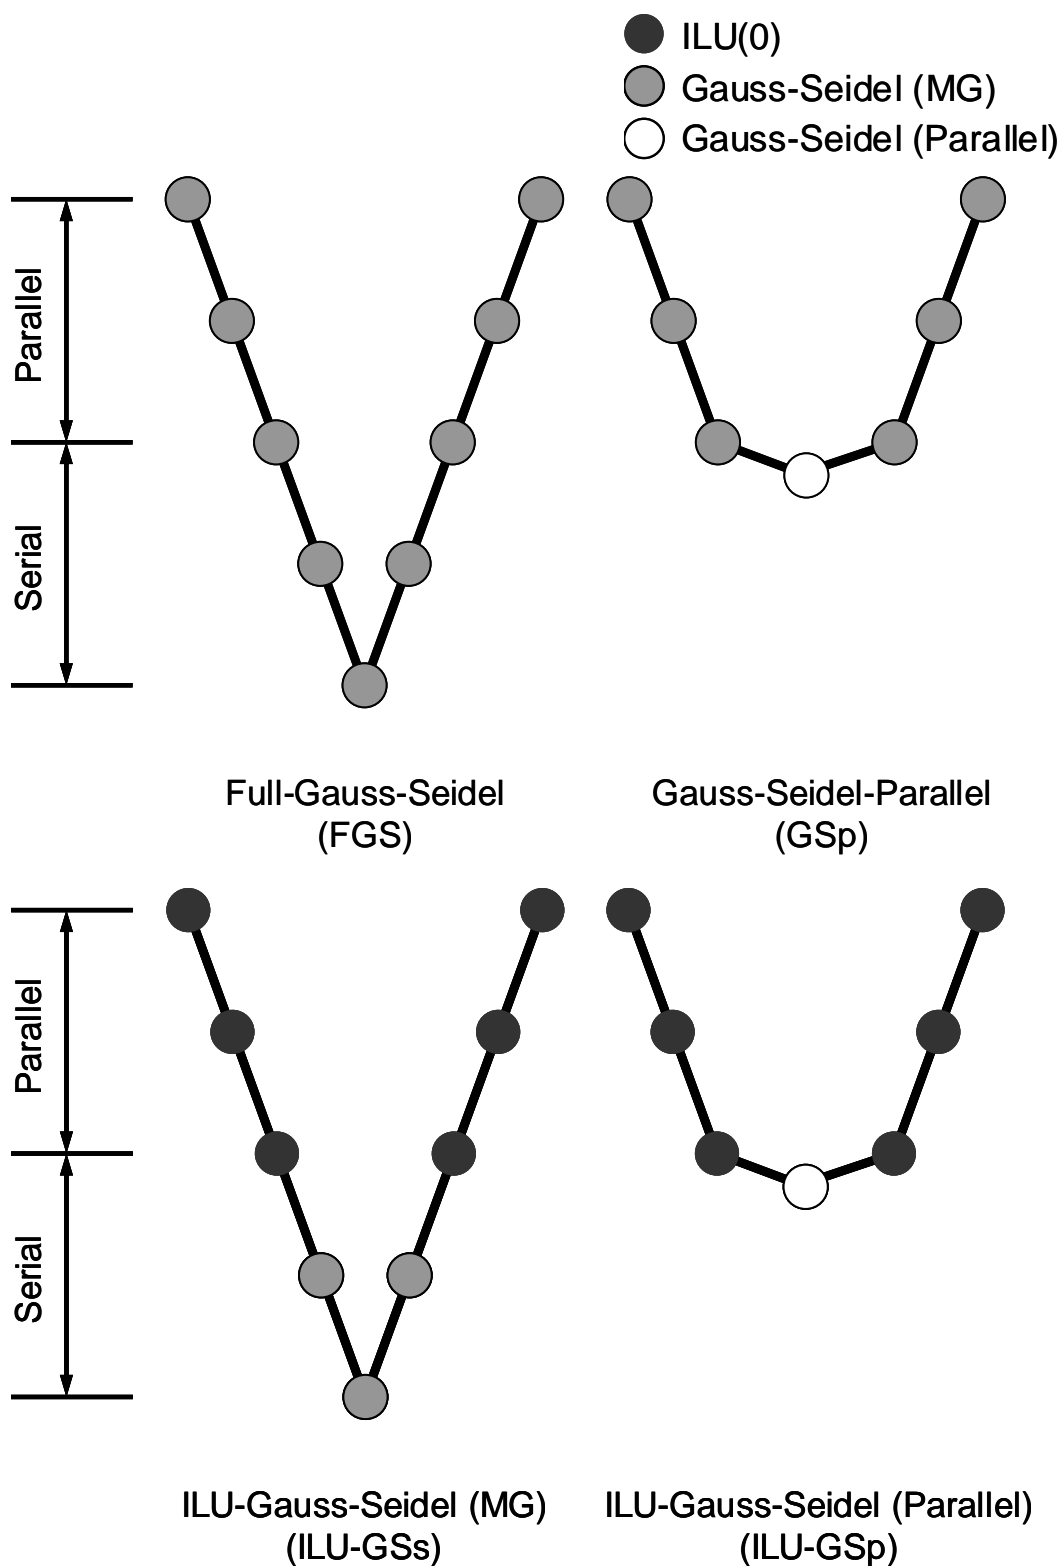 ILU(0)
Gauss-Seidel (MG)
Gauss-Seidel (Parallel)
Parallel
Serial
Full-Gauss-Seidel
(FGS)
Gauss-Seidel-Parallel
(GSp)
Parallel
Serial
ILU-Gauss-Seidel (MG)
(ILU-GSs)
ILU-Gauss-Seidel (Parallel)
(ILU-GSp)